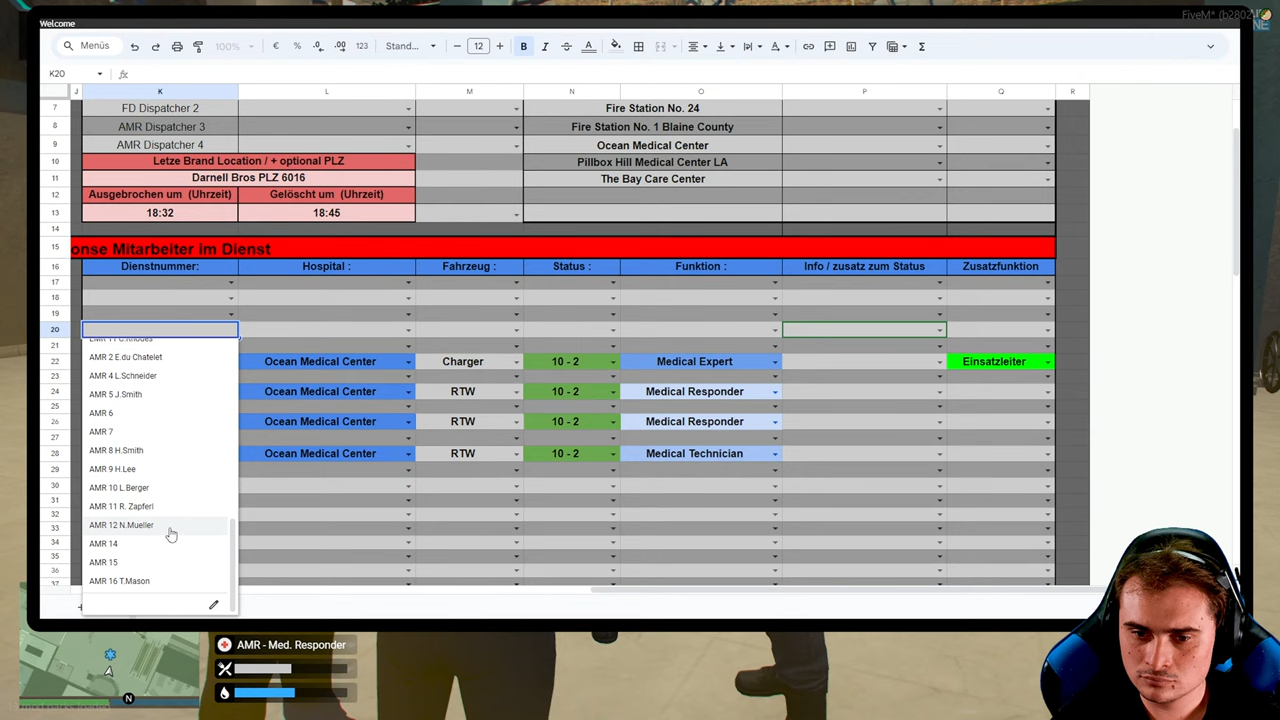 FiveM* (b2802
Welcome
Menüs
100%
€ % .0 .00 123 Stand... 12 B I A
K20 fx
J K L M N O P Q R
7 FD Dispatcher 2 Fire Station No. 24
8 AMR Dispatcher 3 Fire Station No. 1 Blaine County
9 AMR Dispatcher 4 Ocean Medical Center
10 Letze Brand Location / + optional PLZ Pillbox Hill Medical Center LA
11 Darnell Bros PLZ 6016 The Bay Care Center
12 Ausgebrochen um (Uhrzeit) Gelöscht um (Uhrzeit)
13 18:32 18:45
14
15 onse Mitarbeiter im Dienst
16 Dienstnummer: Hospital : Fahrzeug : Status : Funktion : Info / zusatz zum Status Zusatzfunktion
17
18
19
20
21
AMR 2 E.du Chatelet
22 Ocean Medical Center Charger 10 - 2 Medical Expert Einsatzleiter
23 AMR 4 L.Schneider
24 AMR 5 J.Smith Ocean Medical Center RTW 10 - 2 Medical Responder
25 AMR 6
26 AMR 7 Ocean Medical Center RTW 10 - 2 Medical Responder
27
28 AMR 8 H.Smith Ocean Medical Center RTW 10 - 2 Medical Technician
29 AMR 9 H.Lee
30 AMR 10 L.Berger
31
32 AMR 11 R. Zapferl
33 AMR 12 N.Mueller
34 AMR 14
35
36 AMR 15
37 AMR 16 T.Mason
AMR - Med. Responder
N